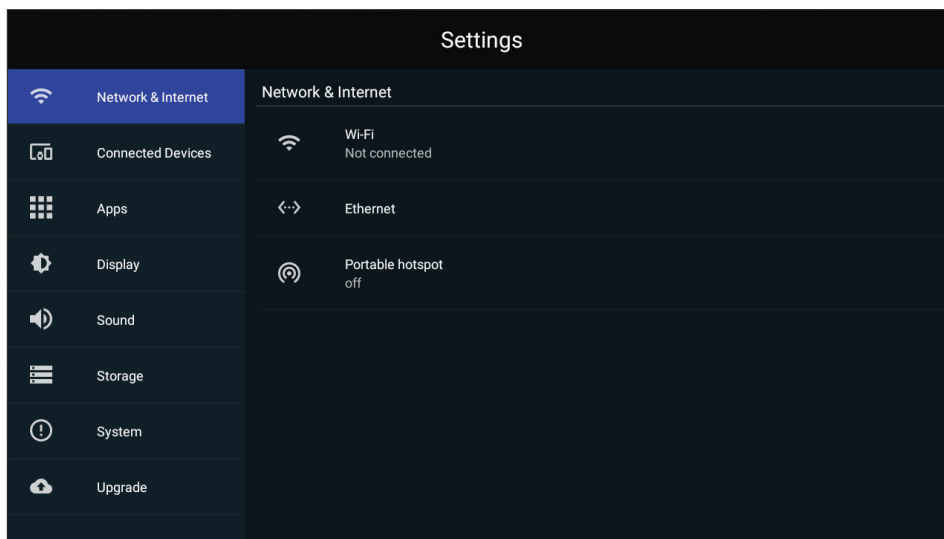 Settings
Network & Internet
Connected Devices
Apps
Display
Sound
Storage
System
Upgrade
Network & Internet
Wi-Fi
Not connected
Ethernet
Portable hotspot
off